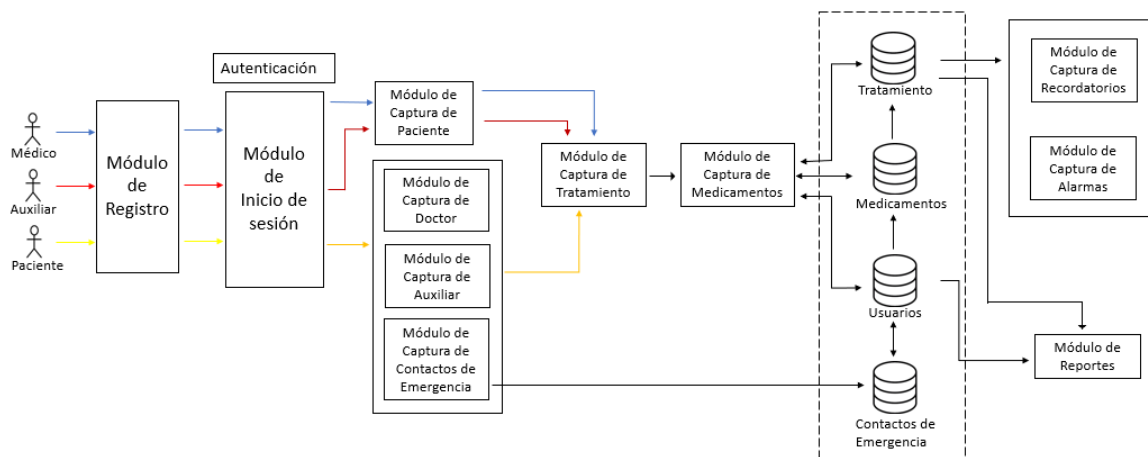 Médico
Auxiliar
Paciente
Módulo
de
Registro
Autenticación
Módulo
de
Inicio de
sesión
Módulo de
Captura de
Paciente
Módulo de
Captura de
Doctor
Módulo de
Captura de
Auxiliar
Módulo de
Captura de
Contactos de
Emergencia
Módulo de
Captura de
Tratamiento
Módulo de
Captura de
Medicamentos
Tratamiento
Medicamentos
Usuarios
Contactos de
Emergencia
Módulo de
Captura de
Recordatorios
Módulo de
Captura de
Alarmas
Módulo de
Reportes